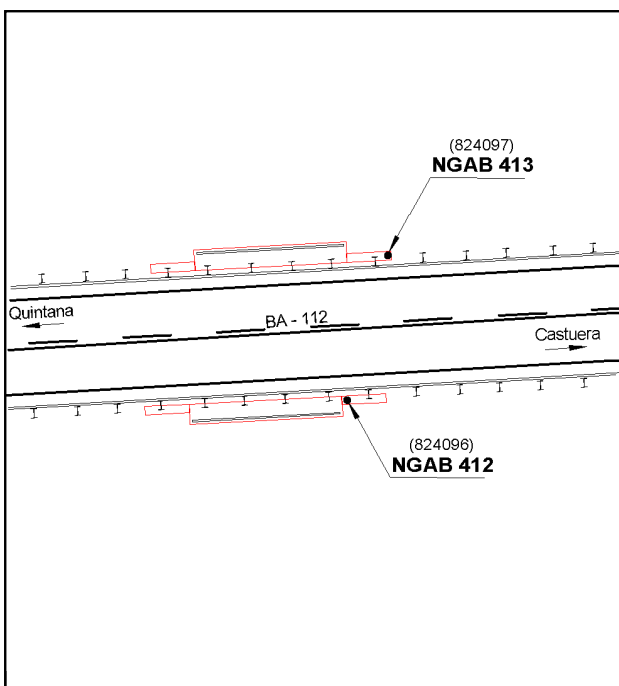 (824097)
NGAB 413
Quintana
BA - 112
Castuera
(824096)
NGAB 412